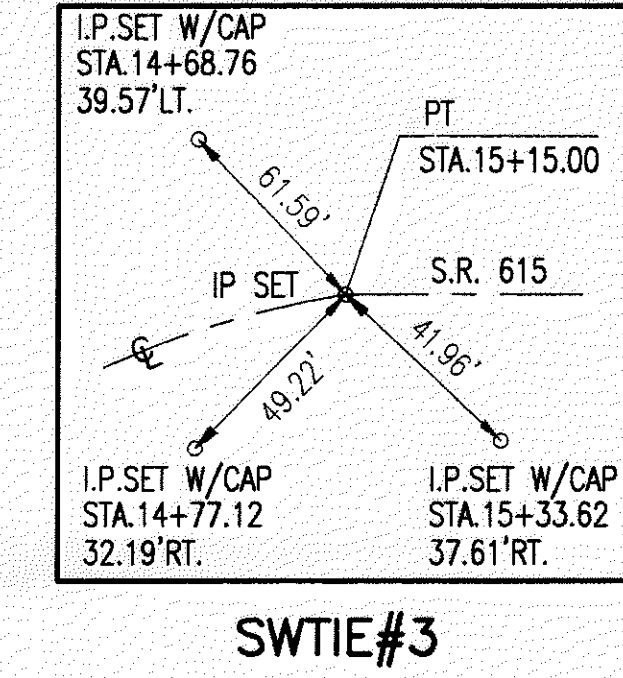 I.P.SET W/CAP
STA.14+68.76
39.57'LT.
PT
STA.15+15.00
61.59'
IP SET
S.R. 615
℄
41.96'
49.22'
I.P.SET W/CAP
STA.14+77.12
32.19'RT.
I.P.SET W/CAP
STA.15+33.62
37.61'RT.
SWTIE#3